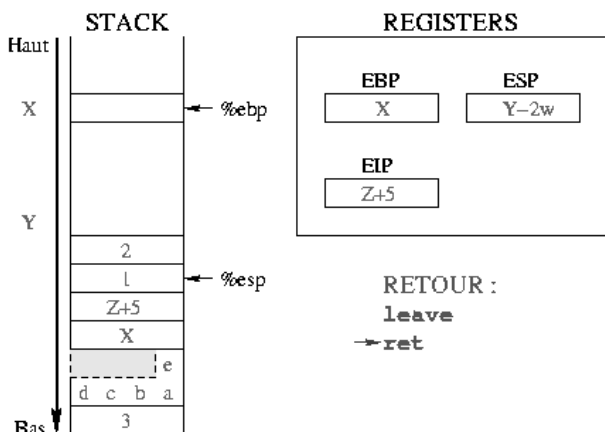 STACK
Haut
X
%ebp
Y
2
1
%esp
Z+5
X
e
d c b a
3
Bas
REGISTERS
EBP
ESP
X
Y-2w
EIP
Z+5
RETOUR :
leave
ret